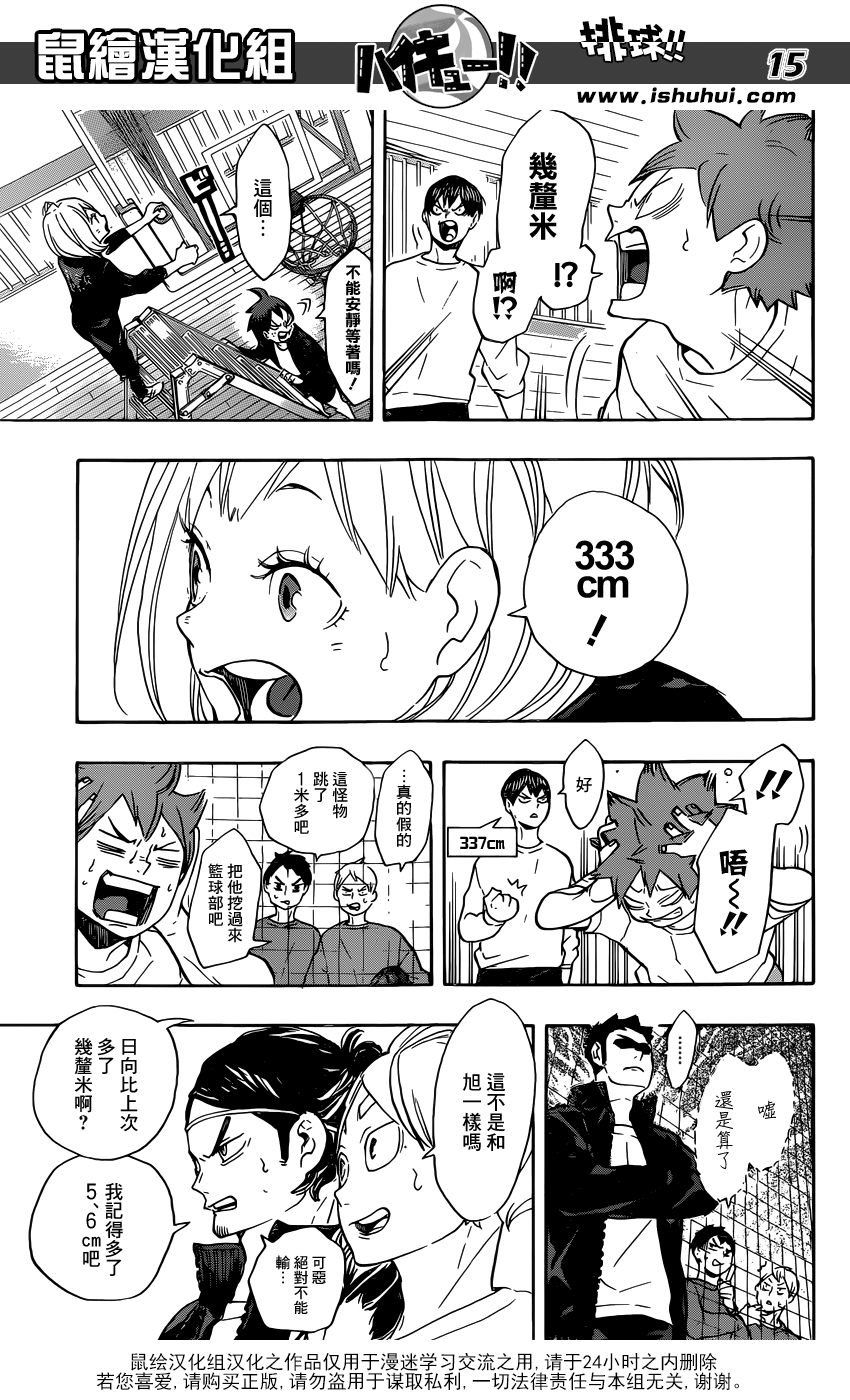 鼠繪漢化組
ハイキュー!!
排球!!
15
www.ishuhui.com
幾釐米
!?
啊!?
這個…
ビ
不能安靜等著嗎!
333
cm
!
!!
唔〜!!
好
337cm
…真的假的
這怪物
跳了
1米多吧
把他挖過來
籃球部吧
……
噓
還是算了
這不是和
旭一樣嗎
日向比上次
多了
幾釐米啊?
我記得多了
5、6cm吧
可惡
絕對不能
輸…
鼠绘汉化组汉化之作品仅用于漫迷学习交流之用,请于24小时之内删除
若您喜爱,请购买正版,请勿盗用于谋取私利,一切法律责任与本组无关,谢谢。